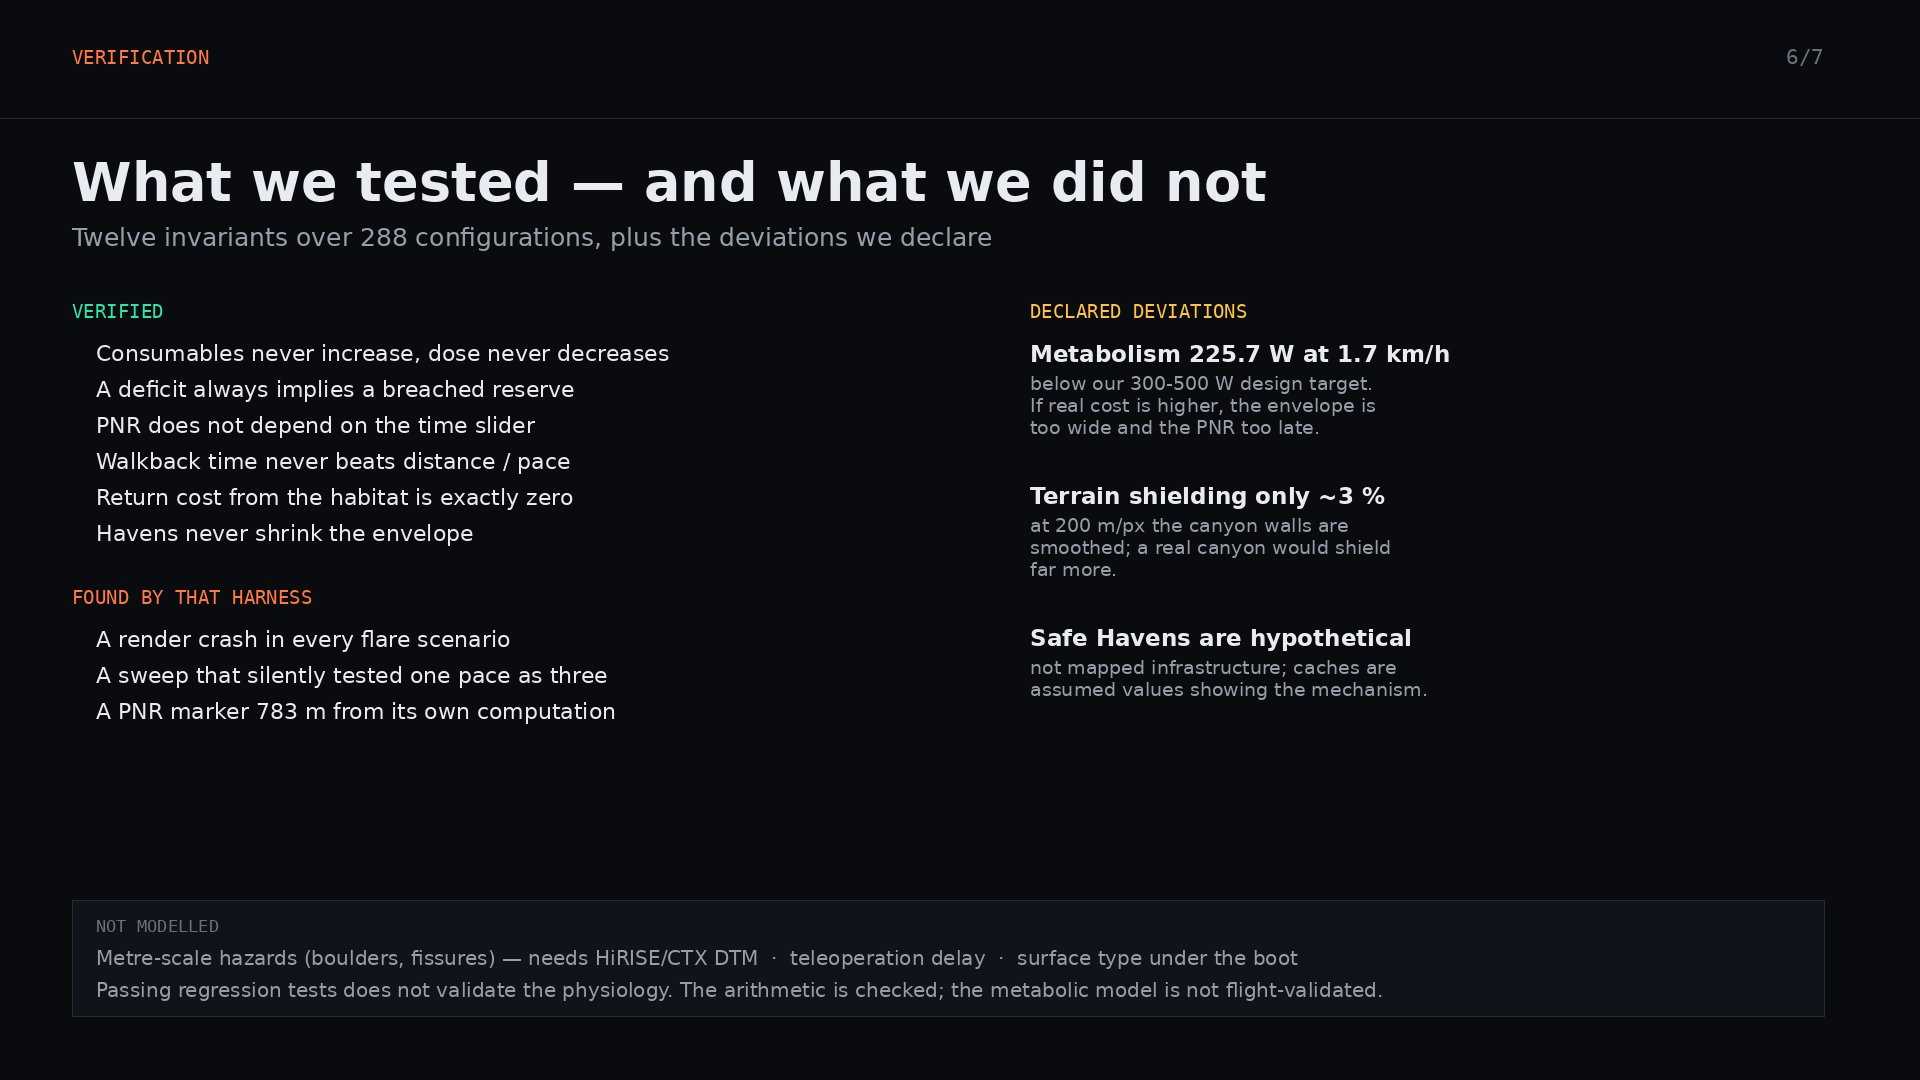 VERIFICATION
6/7
What we tested — and what we did not
Twelve invariants over 288 configurations, plus the deviations we declare
VERIFIED
Consumables never increase, dose never decreases
A deficit always implies a breached reserve
PNR does not depend on the time slider
Walkback time never beats distance / pace
Return cost from the habitat is exactly zero
Havens never shrink the envelope
FOUND BY THAT HARNESS
A render crash in every flare scenario
A sweep that silently tested one pace as three
A PNR marker 783 m from its own computation
DECLARED DEVIATIONS
Metabolism 225.7 W at 1.7 km/h
below our 300-500 W design target.
If real cost is higher, the envelope is
too wide and the PNR too late.
Terrain shielding only ~3 %
at 200 m/px the canyon walls are
smoothed; a real canyon would shield
far more.
Safe Havens are hypothetical
not mapped infrastructure; caches are
assumed values showing the mechanism.
NOT MODELLED
Metre-scale hazards (boulders, fissures) — needs HiRISE/CTX DTM · teleoperation delay · surface type under the boot
Passing regression tests does not validate the physiology. The arithmetic is checked; the metabolic model is not flight-validated.